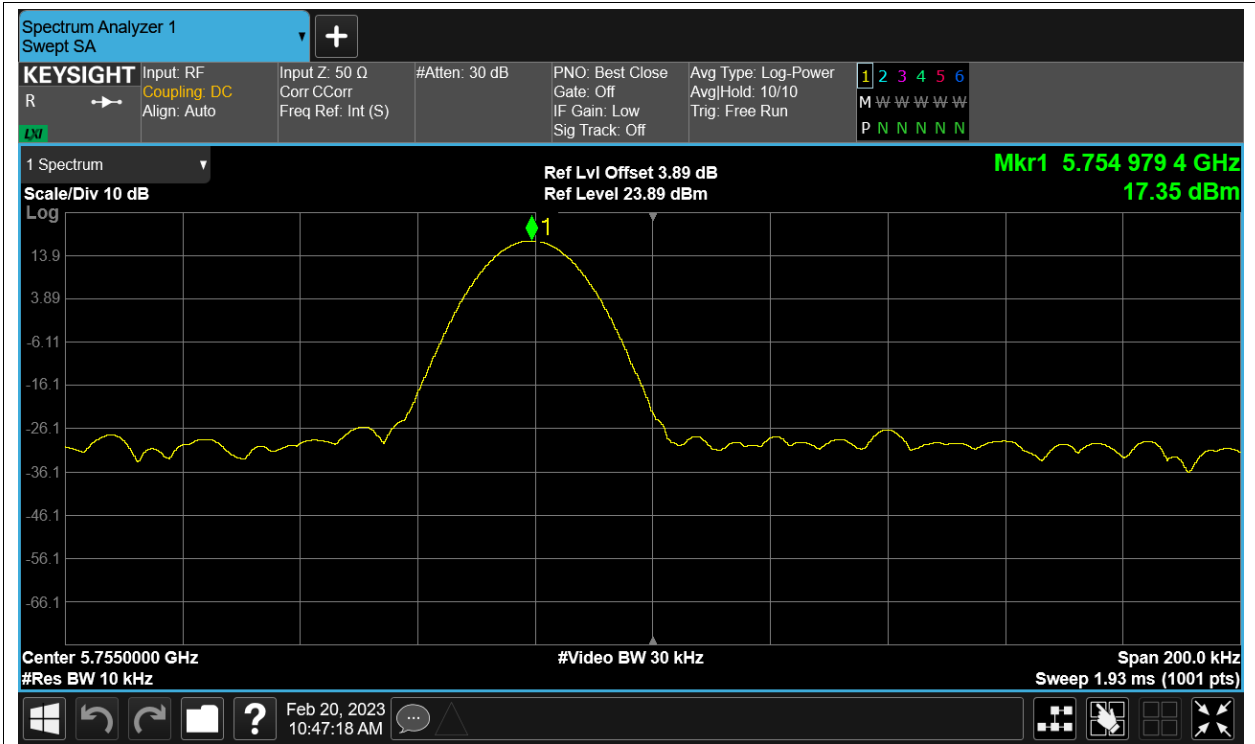 Spectrum Analyzer 1
Swept SA
KEYSIGHT
R
LXI
Input: RF
Coupling: DC
Align: Auto
Input Z: 50 Ω
Corr CCorr
Freq Ref: Int (S)
#Atten: 30 dB
PNO: Best Close
Gate: Off
IF Gain: Low
Sig Track: Off
Avg Type: Log-Power
Avg|Hold: 10/10
Trig: Free Run
1 2 3 4 5 6
M W W W W W
P N N N N N
1 Spectrum
Scale/Div 10 dB
Log
Ref Lvl Offset 3.89 dB
Ref Level 23.89 dBm
Mkr1 5.754 979 4 GHz
17.35 dBm
1
13.9
3.89
-6.11
-16.1
-26.1
-36.1
-46.1
-56.1
-66.1
Center 5.7550000 GHz
#Res BW 10 kHz
#Video BW 30 kHz
Span 200.0 kHz
Sweep 1.93 ms (1001 pts)
?
Feb 20, 2023
10:47:18 AM